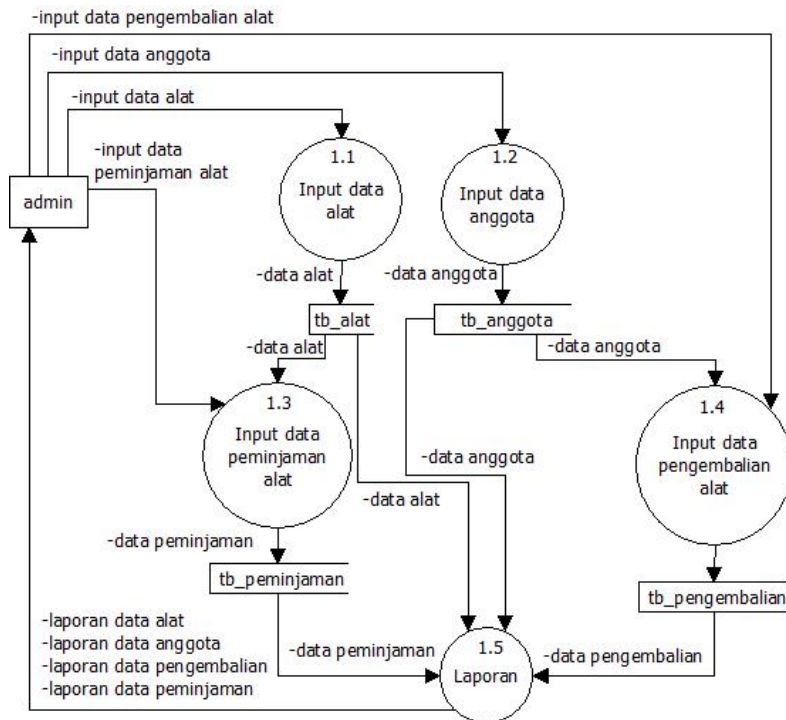 -input data pengembalian alat
-input data anggota
-input data alat
-input data
peminjaman alat
admin
1.1
Input data
alat
1.2
Input data
anggota
-data alat
-data anggota
tb_alat
tb_anggota
-data alat
-data anggota
1.3
Input data
peminjaman
alat
1.4
Input data
pengembalian
alat
-data anggota
-data alat
-data peminjaman
tb_peminjaman
tb_pengembalian
-laporan data alat
-laporan data anggota
-laporan data pengembalian
-laporan data peminjaman
-data peminjaman
1.5
Laporan
-data pengembalian